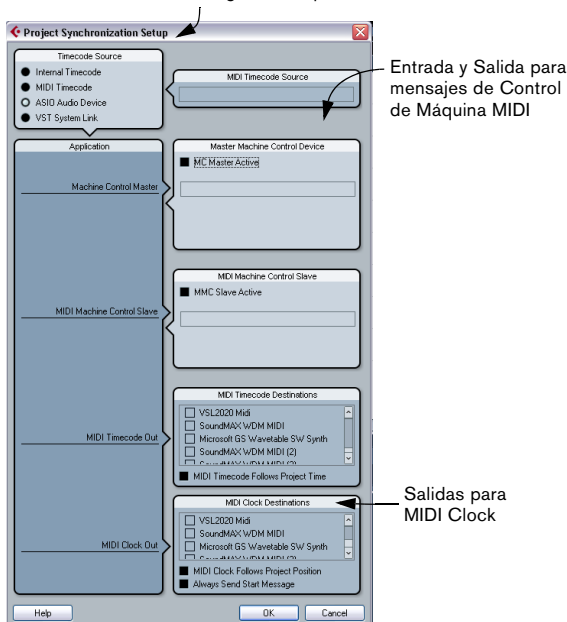 Project Synchronization Setup
Timecode Source
Internal Timecode
MIDI Timecode
ASIO Audio Device
VST System Link
MIDI Timecode Source
Entrada y Salida para
mensajes de Control
de Máquina MIDI
Application
Master Machine Control Device
MC Master Active
Machine Control Master
MIDI Machine Control Slave
MMC Slave Active
MIDI Machine Control Slave
MIDI Timecode Destinations
VSL2020 Midi
SoundMAX WDM MIDI
Microsoft GS Wavetable SW Synth
SoundMAX WDM MIDI (2)
MIDI Timecode Out
MIDI Timecode Follows Project Time
MIDI Clock Destinations
VSL2020 Midi
SoundMAX WDM MIDI
Microsoft GS Wavetable SW Synth
MIDI Clock Out
MIDI Clock Follows Project Position
Always Send Start Message
Salidas para
MIDI Clock
Help
OK
Cancel